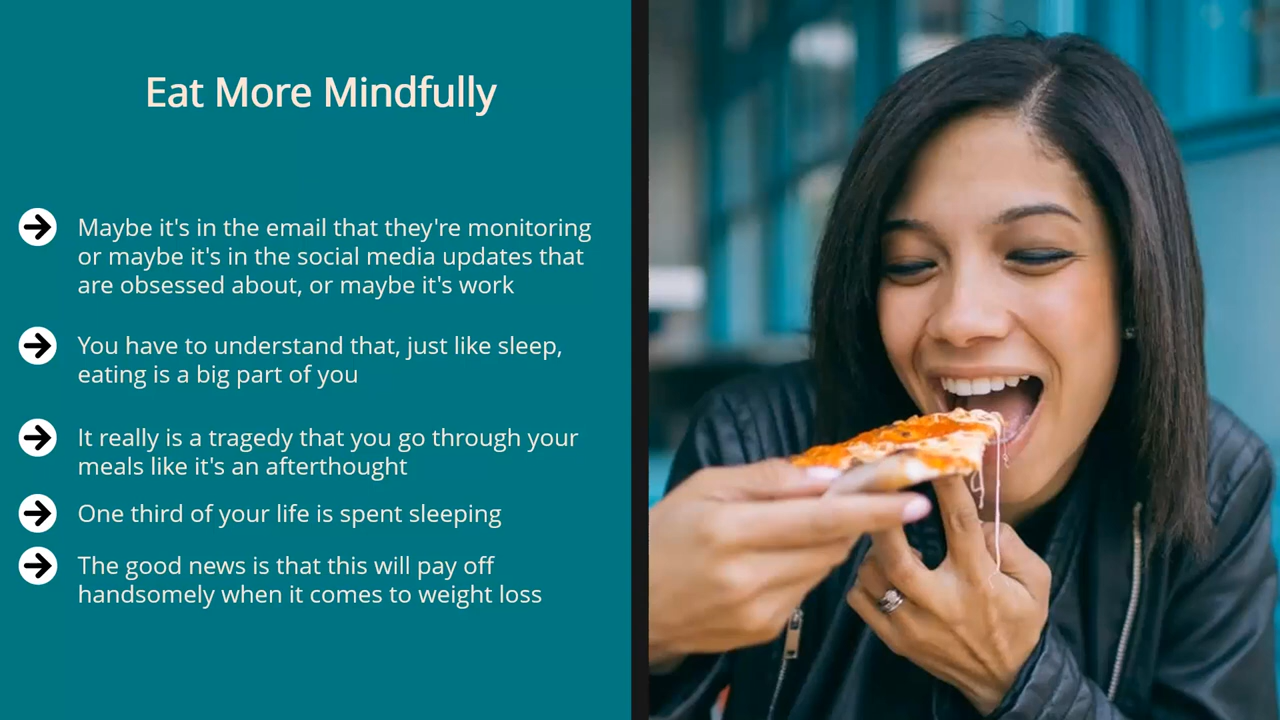 Eat More Mindfully
Maybe it's in the email that they're monitoring
or maybe it's in the social media updates that
are obsessed about, or maybe it's work
You have to understand that, just like sleep,
eating is a big part of you
It really is a tragedy that you go through your
meals like it's an afterthought
One third of your life is spent sleeping
The good news is that this will pay off
handsomely when it comes to weight loss